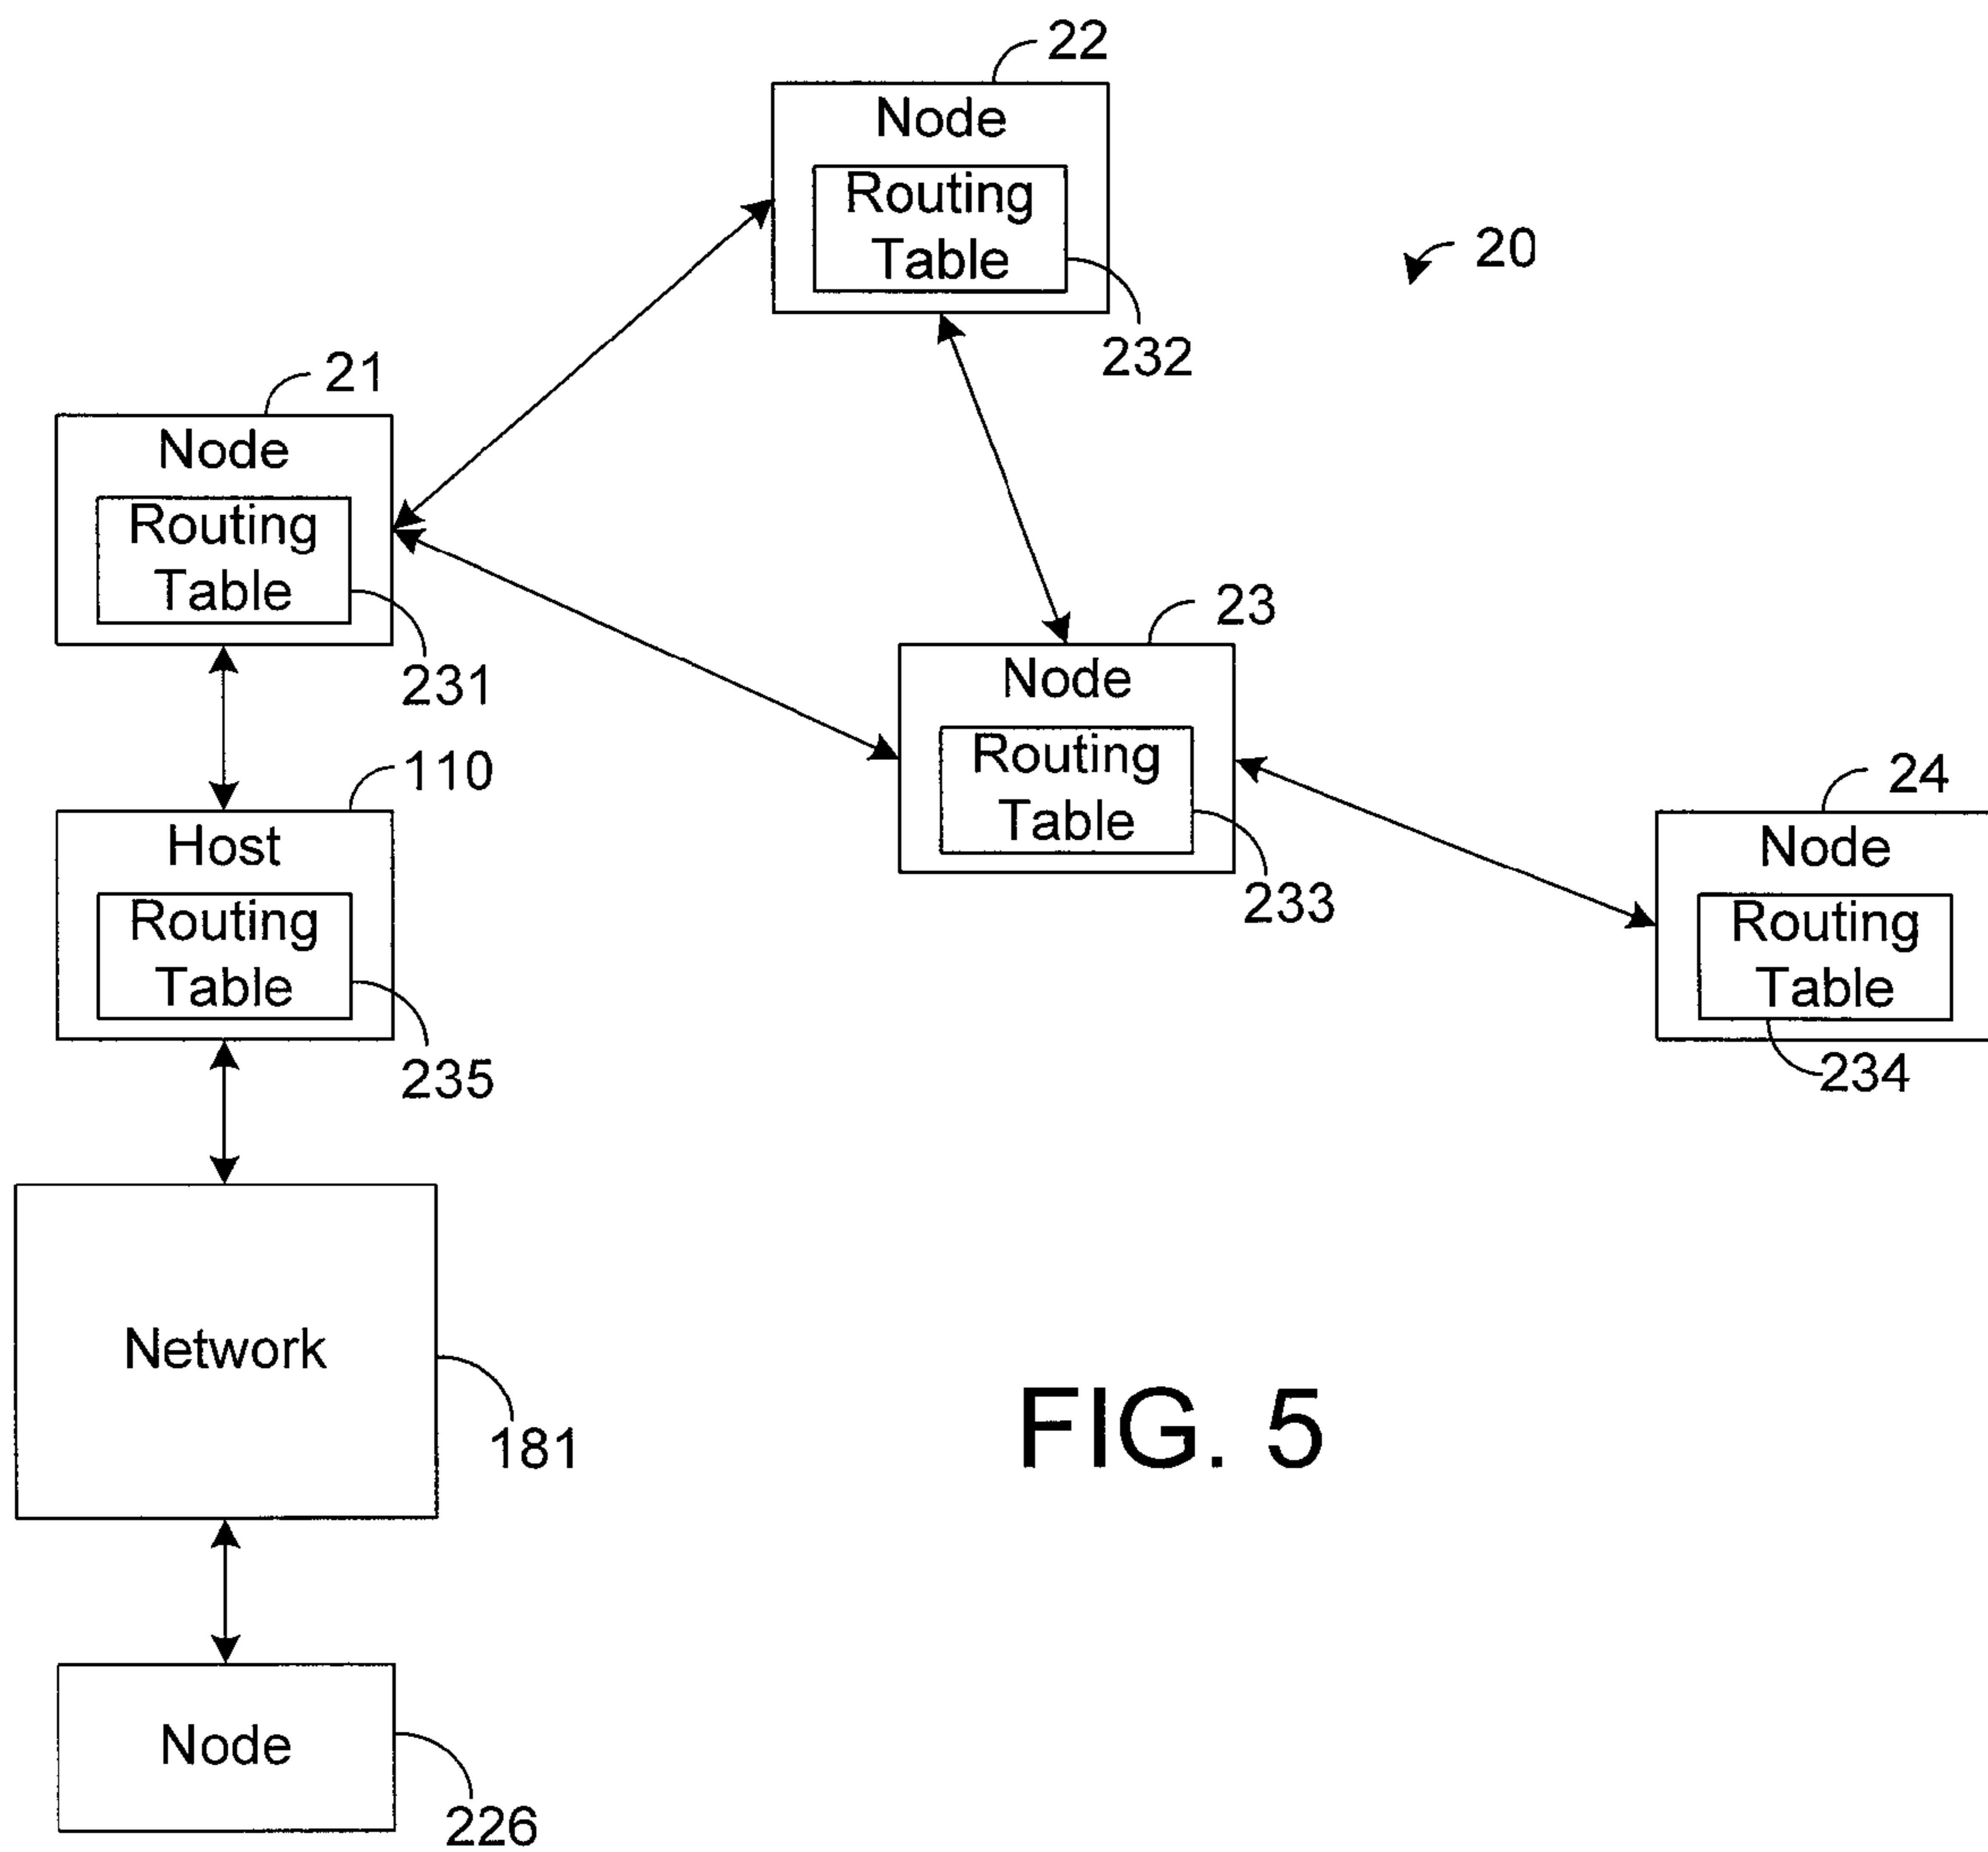 22
Node
Routing
Table
232
20
21
Node
Routing
Table
231
23
Node
Routing
Table
233
110
Host
Routing
Table
235
24
Node
Routing
Table
234
Network
181
FIG. 5
Node
226